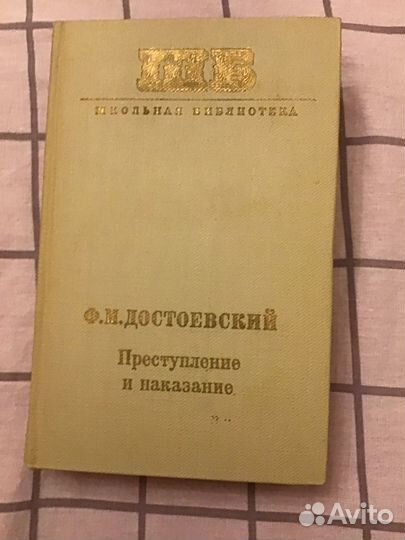 ШБ
ШКОЛЬНАЯ БИБЛИОТЕКА
Ф.М.ДОСТОЕВСКИЙ
Преступление
и наказание
Avito